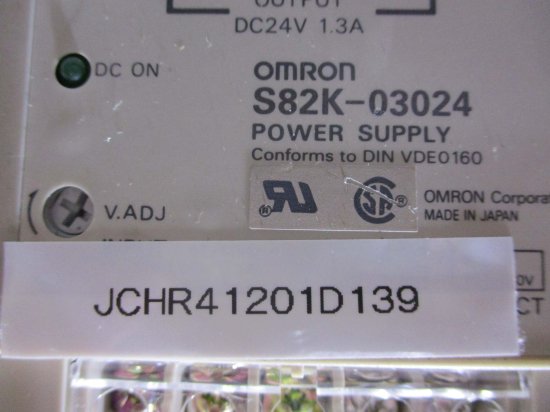 OUTPUT
DC24V 1.3A
DC ON
OMRON
S82K-03024
POWER SUPPLY
Conforms to DIN VDE0160
V.ADJ
OMRON Corporat
MADE IN JAPAN
JCHR41201D139
CT